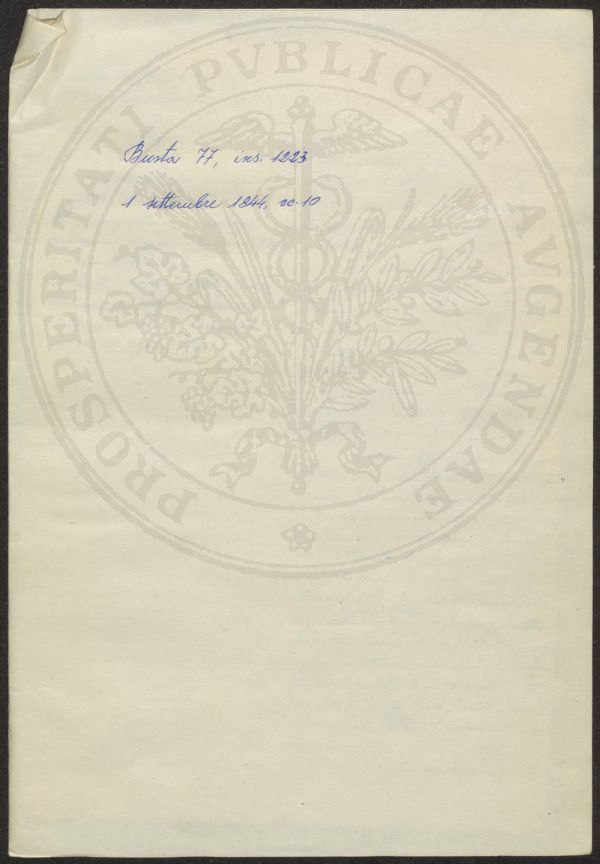 Busta 77, ins. 1223
1 settembre 1844, cc. 10
PROSPERITATI PVBLICAE AVGENDAE